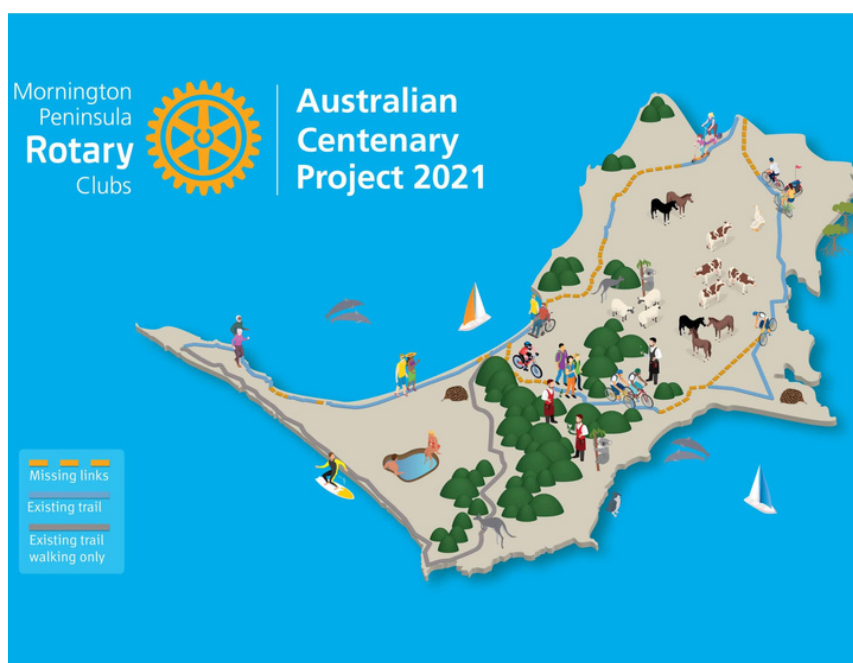 Mornington
Peninsula
Rotary
Clubs
Australian
Centenary
Project 2021
Missing links
Existing trail
Existing trail
walking only